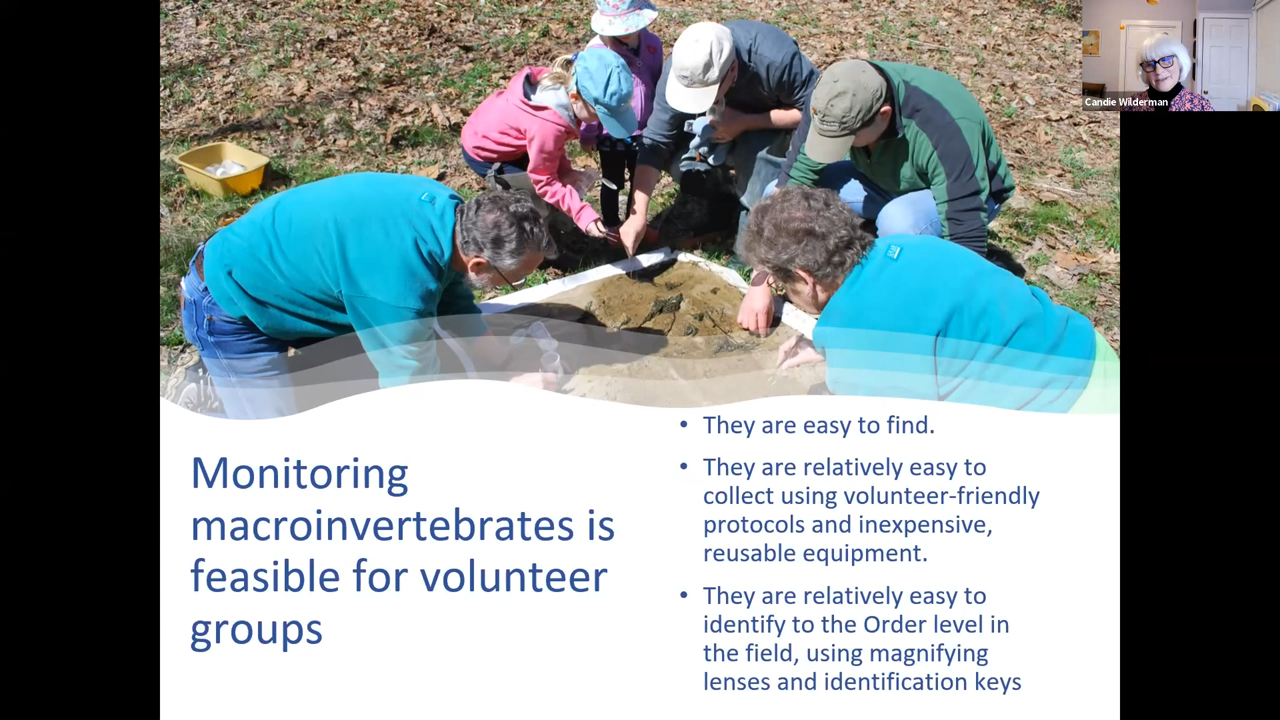 Candie Wilderman
Monitoring
macroinvertebrates is
feasible for volunteer
groups
• They are easy to find.
• They are relatively easy to
collect using volunteer-friendly
protocols and inexpensive,
reusable equipment.
• They are relatively easy to
identify to the Order level in
the field, using magnifying
lenses and identification keys